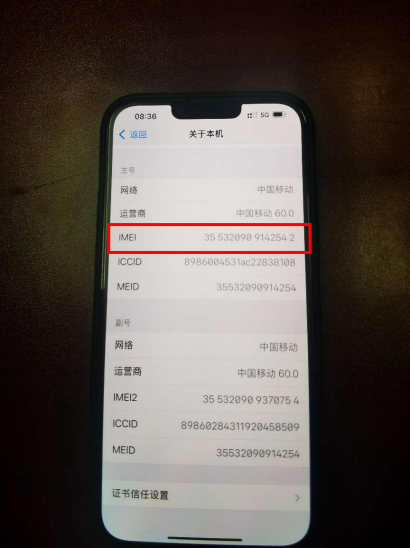 08:36
5G
返回 关于本机
主号
网络 中国移动
运营商 中国移动 60.0
IMEI 35 532090 914254 2
ICCID 8986004531ac22838108
MEID 35532090914254
副号
网络 中国移动
运营商 中国移动 60.0
IMEI2 35 532090 937075 4
ICCID 89860284311920458509
MEID 35532090914254
证书信任设置